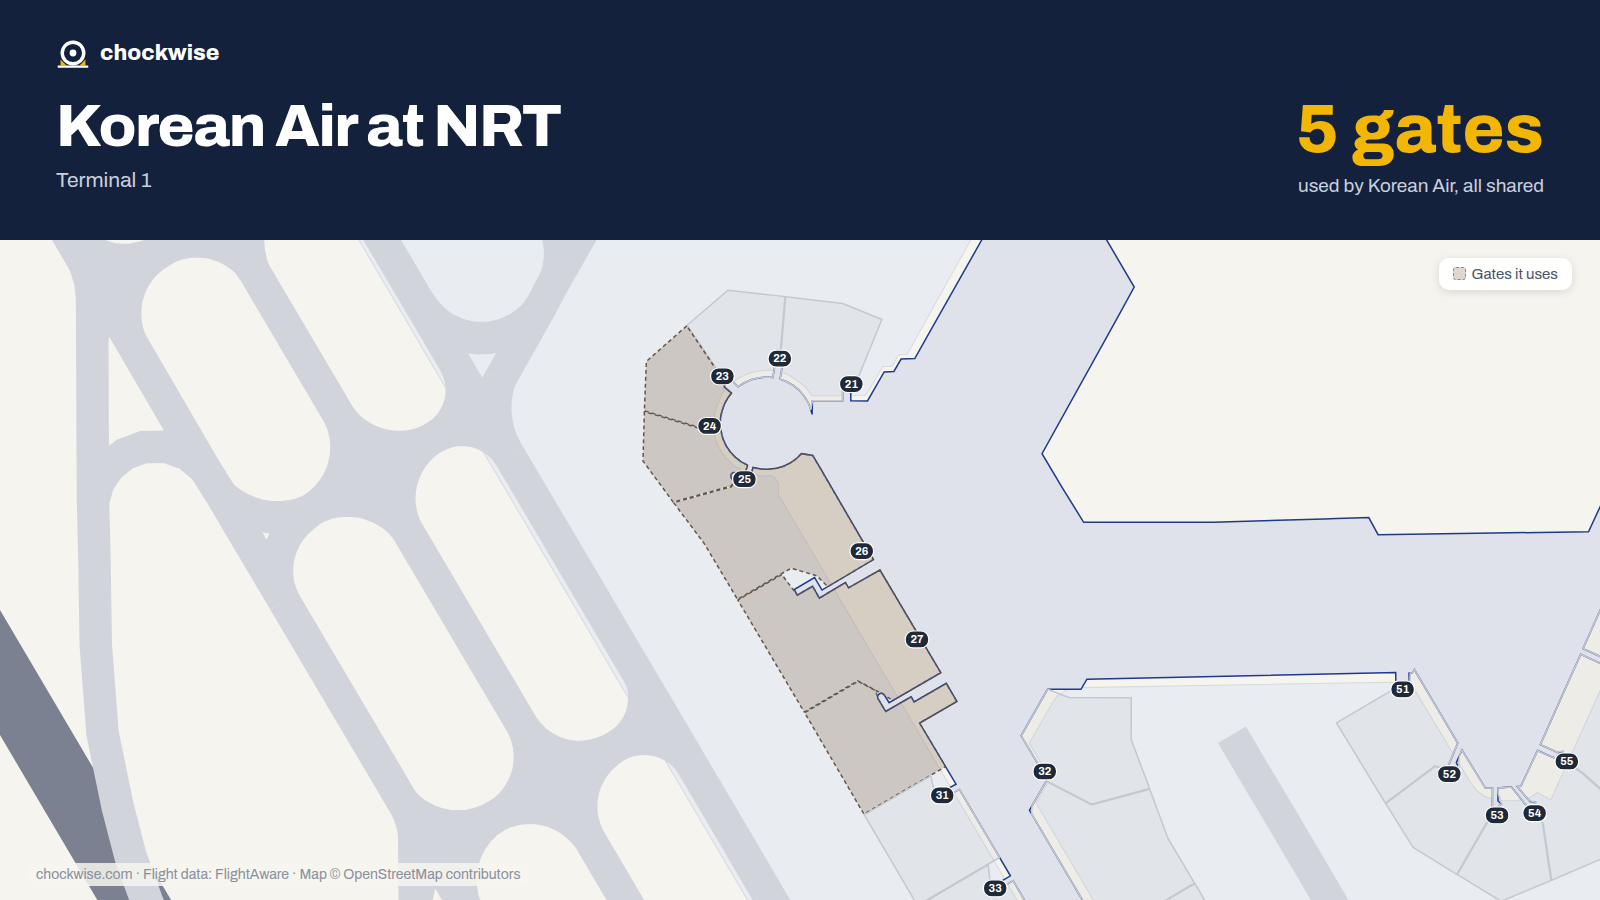 chockwise
Korean Air at NRT
Terminal 1
5 gates
used by Korean Air, all shared
Gates it uses
22
23
21
24
25
26
27
51
32
52
55
31
53
54
33
chockwise.com · Flight data: FlightAware · Map © OpenStreetMap contributors